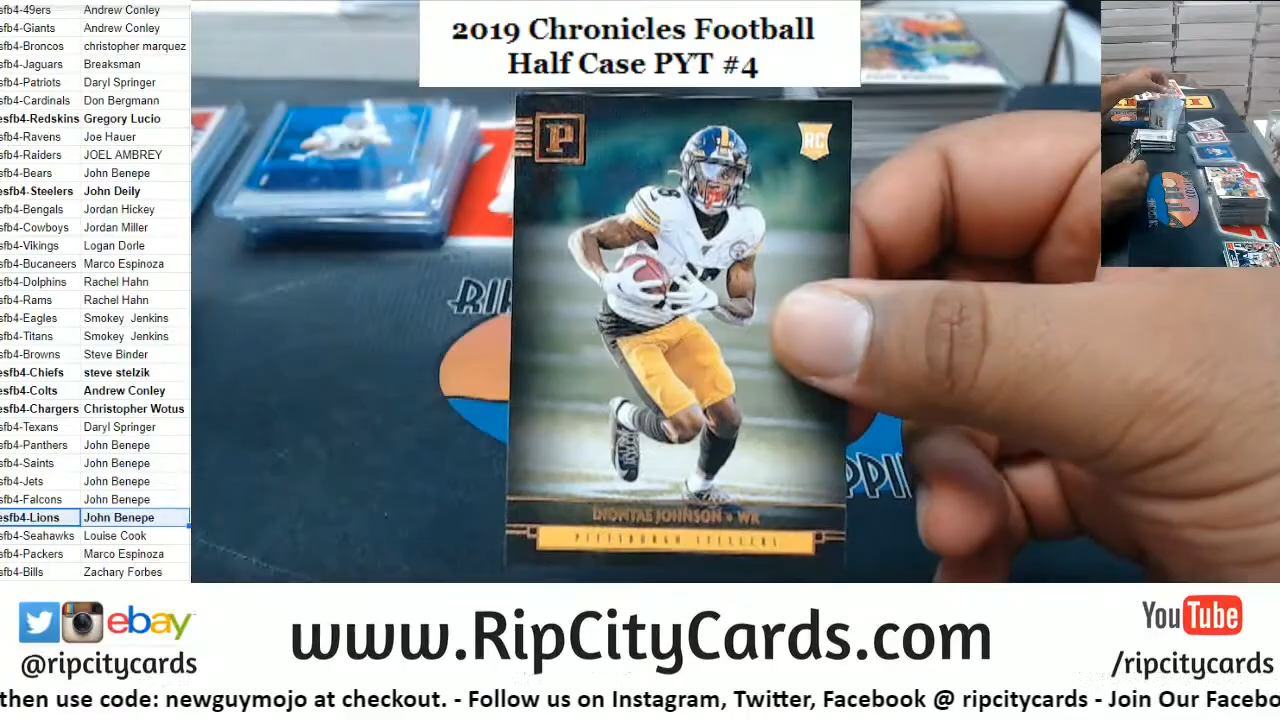 2019 Chronicles Football
Half Case PYT #4
sfb4-49ers Andrew Conley
sfb4-Giants Andrew Conley
sfb4-Broncos christopher marquez
sfb4-Jaguars Breaksman
sfb4-Patriots Daryl Springer
sfb4-Cardinals Don Bergmann
esfb4-Redskins Gregory Lucio
sfb4-Ravens Joe Hauer
sfb4-Raiders JOEL AMBREY
sfb4-Bears John Benepe
esfb4-Steelers John Deily
sfb4-Bengals Jordan Hickey
sfb4-Cowboys Jordan Miller
sfb4-Vikings Logan Dorle
sfb4-Bucaneers Marco Espinoza
sfb4-Dolphins Rachel Hahn
sfb4-Rams Rachel Hahn
sfb4-Eagles Smokey Jenkins
sfb4-Titans Smokey Jenkins
sfb4-Browns Steve Binder
esfb4-Chiefs steve stelzik
esfb4-Colts Andrew Conley
esfb4-Chargers Christopher Wotus
sfb4-Texans Daryl Springer
sfb4-Panthers John Benepe
sfb4-Saints John Benepe
sfb4-Jets John Benepe
sfb4-Falcons John Benepe
esfb4-Lions John Benepe
sfb4-Seahawks Louise Cook
sfb4-Packers Marco Espinoza
sfb4-Bills Zachary Forbes
P
RC
DIONTAE JOHNSON • WR
PITTSBURGH STEELERS
ebay
@ripcitycards
www.RipCityCards.com
YouTube
/ripcitycards
then use code: newguymojo at checkout. - Follow us on Instagram, Twitter, Facebook @ ripcitycards - Join Our Facebo